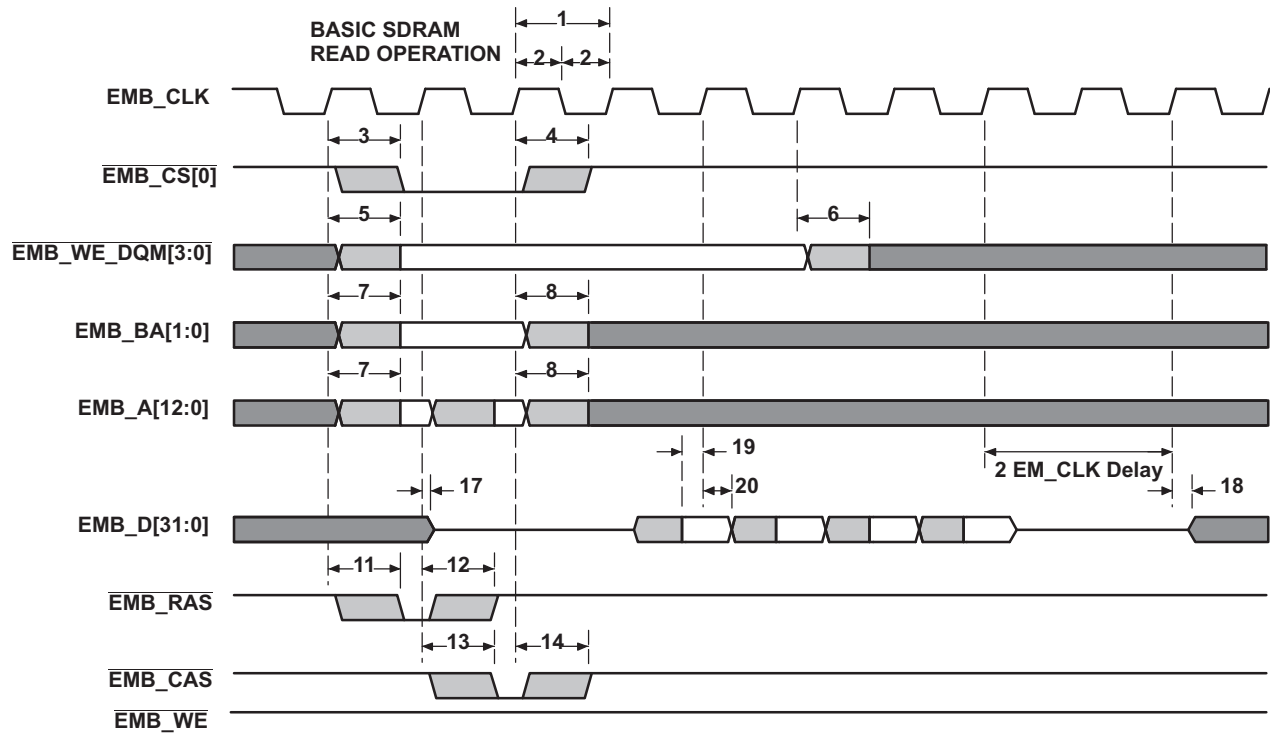 1
BASIC SDRAM
READ OPERATION
2 2
EMB_CLK
3 4
EMB_CS[0]
5 6
EMB_WE_DQM[3:0]
7 8
EMB_BA[1:0]
7 8
EMB_A[12:0]
19
2 EM_CLK Delay
17 20 18
EMB_D[31:0]
11 12
EMB_RAS
13 14
EMB_CAS
EMB_WE